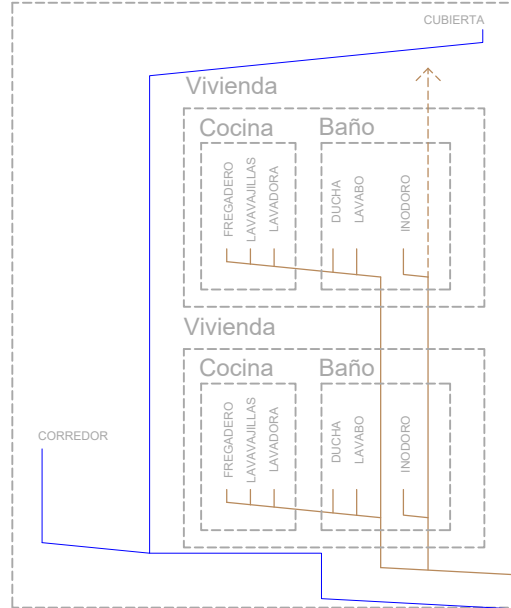 CUBIERTA
Vivienda
Cocina
Baño
FREGADERO
LAVAVAJILLAS
LAVADORA
DUCHA
LAVABO
INODORO
Vivienda
Cocina
Baño
FREGADERO
LAVAVAJILLAS
LAVADORA
DUCHA
LAVABO
INODORO
CORREDOR